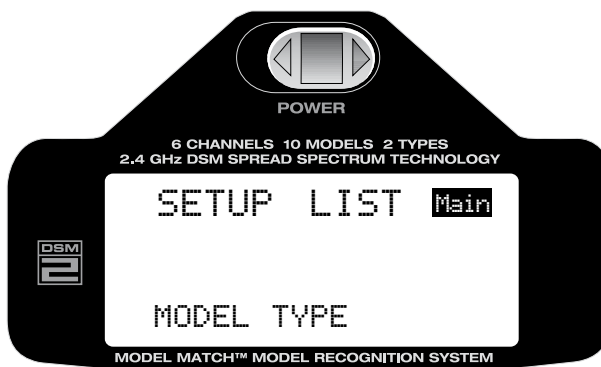 POWER
6 CHANNELS 10 MODELS 2 TYPES
2.4 GHz DSM SPREAD SPECTRUM TECHNOLOGY
SETUP LIST Main
DSM
2
MODEL TYPE
MODEL MATCH™ MODEL RECOGNITION SYSTEM